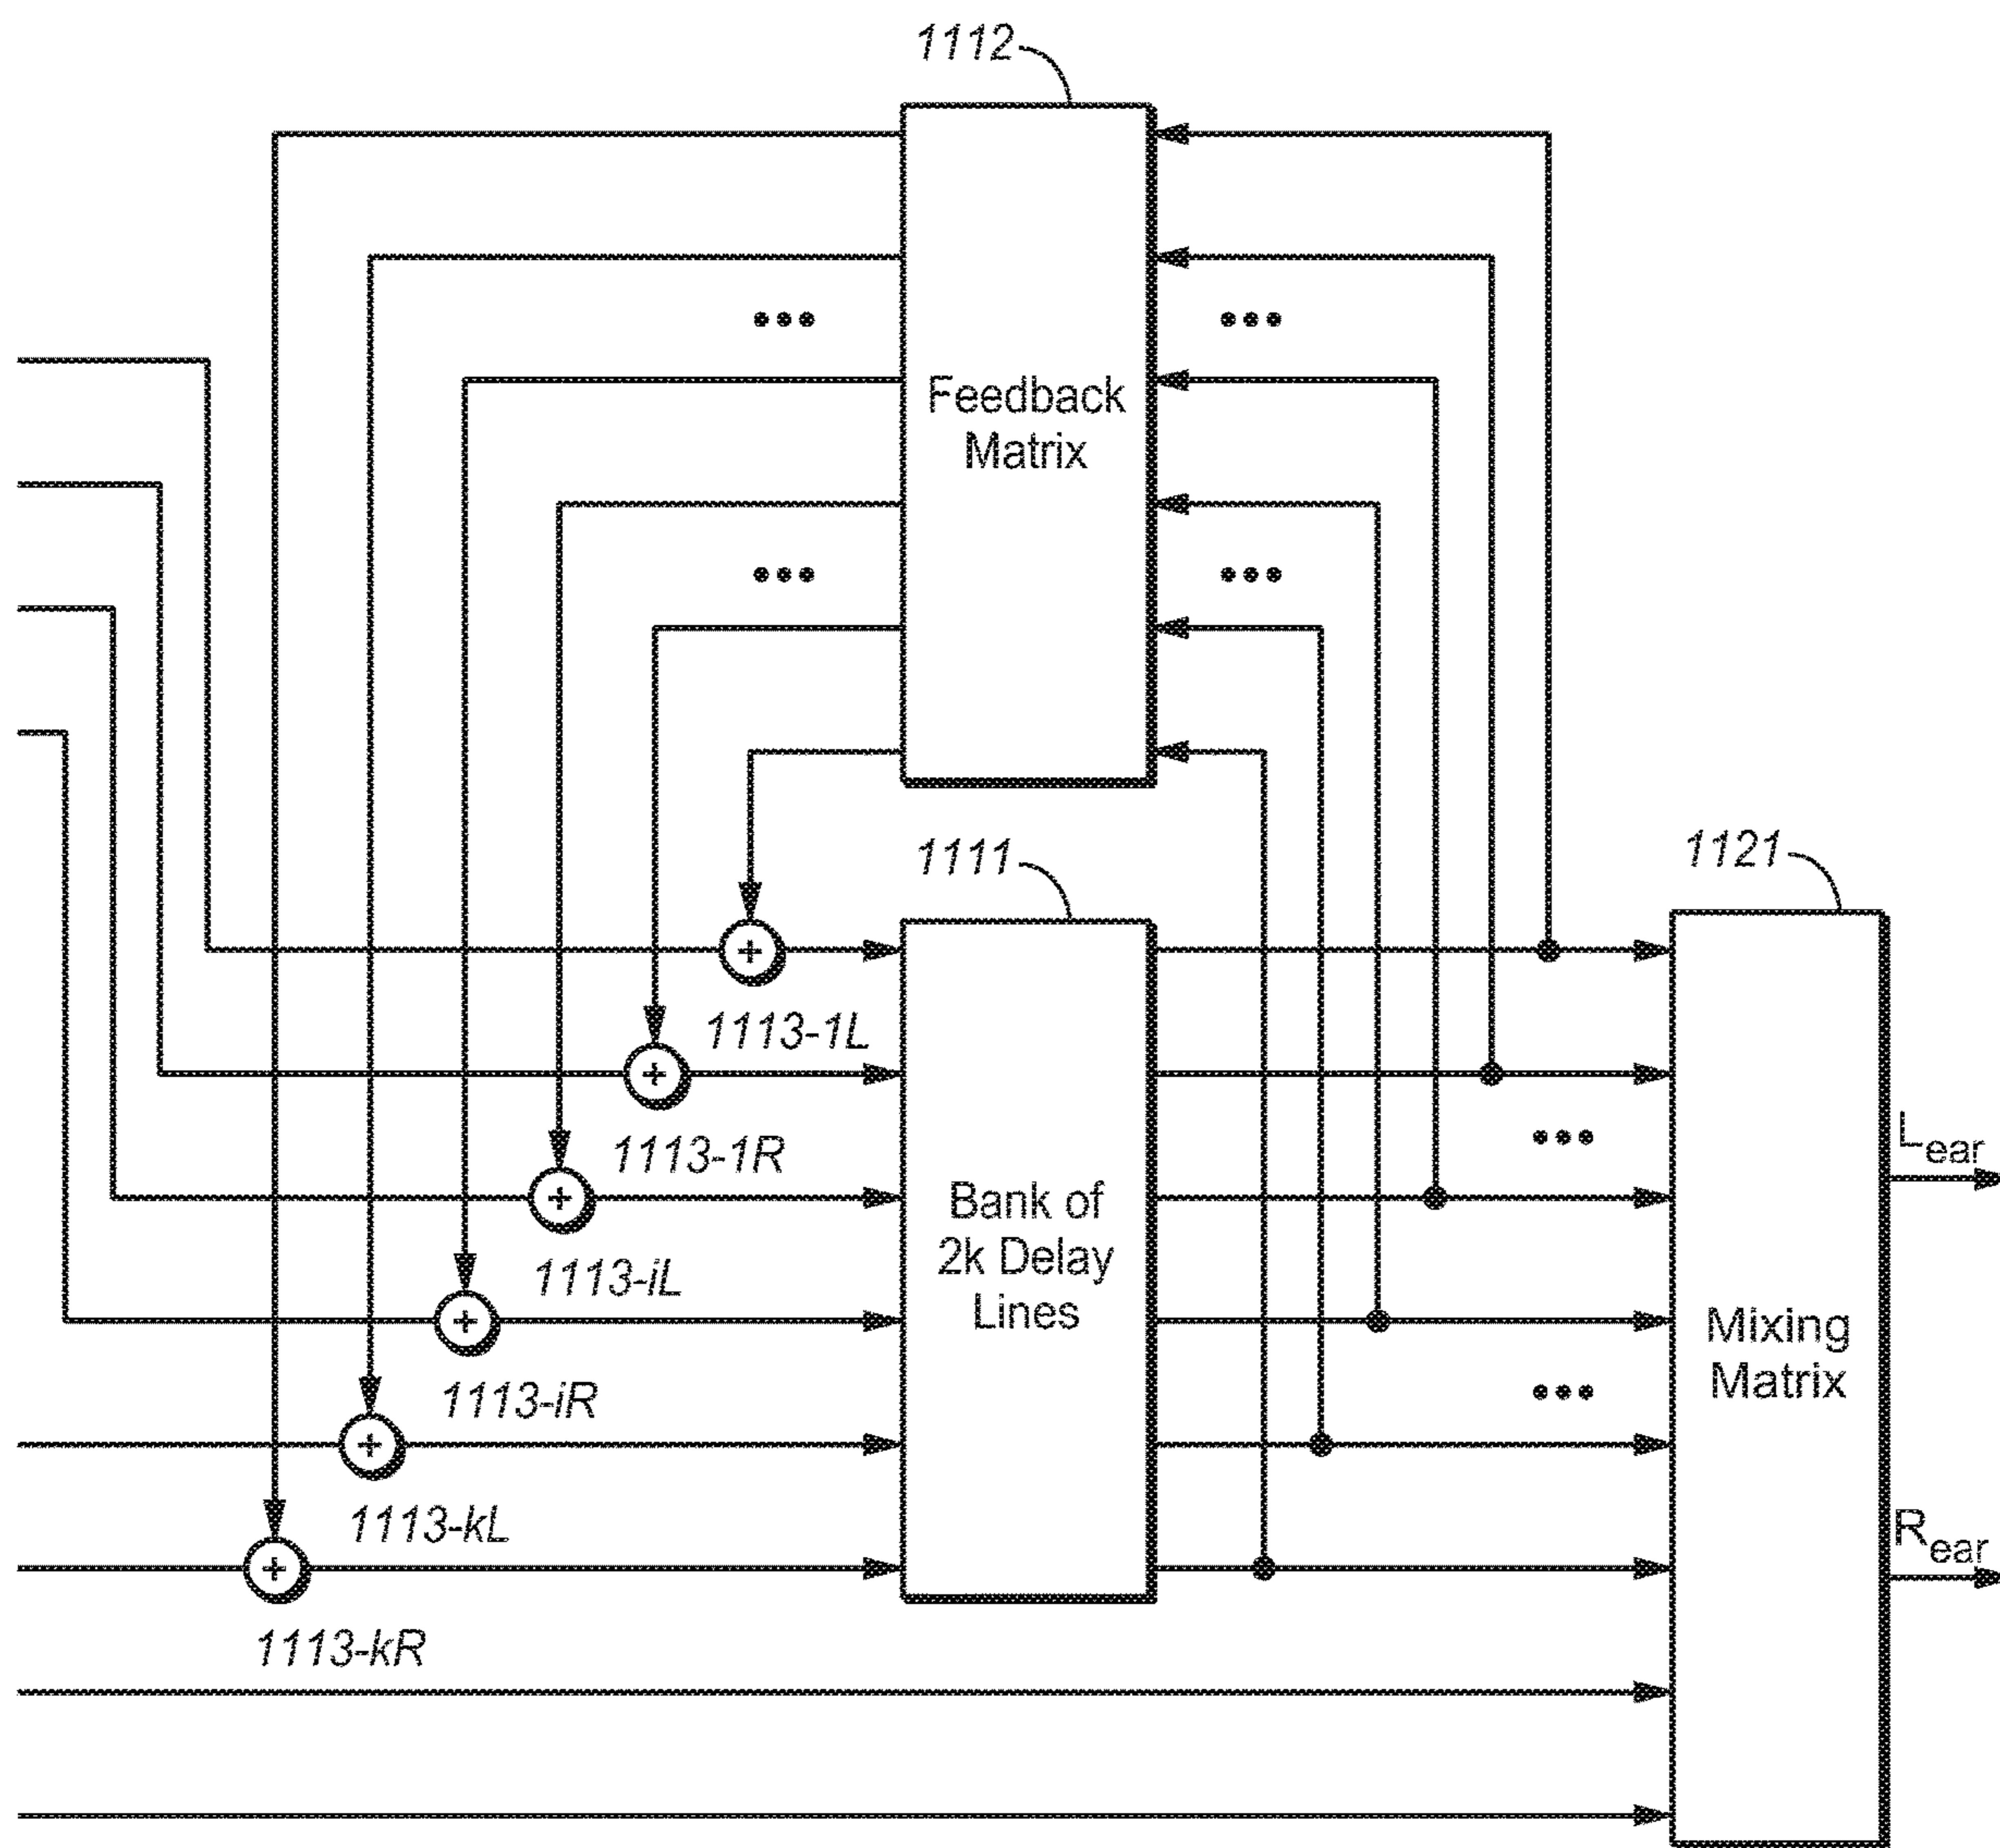 1112
Feedback
Matrix
1111
1121
+
1113-1L
+
1113-1R
+
1113-iL
+
1113-iR
+
1113-kL
+
1113-kR
Bank of
2k Delay
Lines
Mixing
Matrix
Lear
Rear